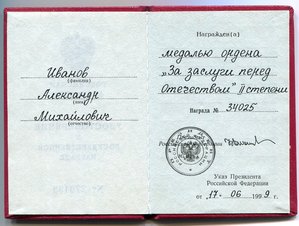 Иванов
(фамилия)
Александр
(имя)
Михайлович
(отчество)
Награжден(а)
медалью ордена
„За заслуги перед
Отечеством" II степени
Награда № 34025
Указ Президента
Российской Федерации
от 17. 06 1999 г.